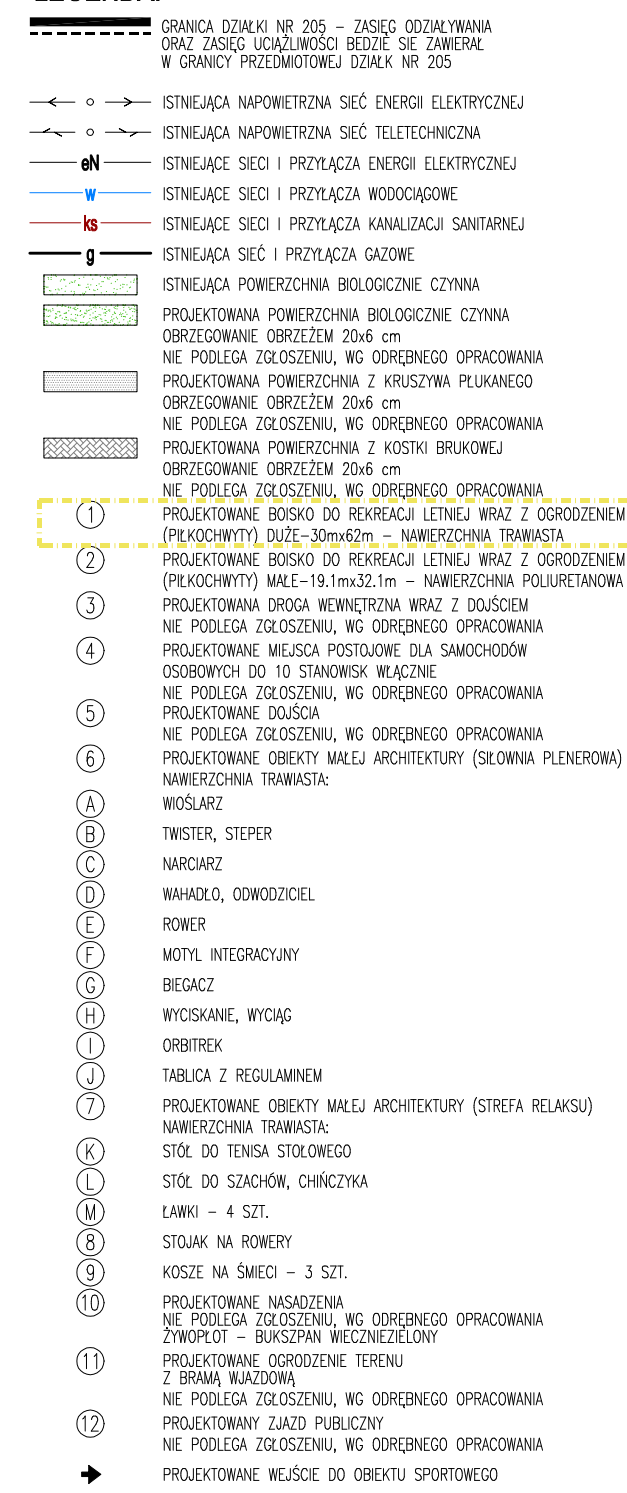 GRANICA DZIAŁKI NR 205 – ZASIĘG ODZIAŁYWANIA
ORAZ ZASIĘG UCIĄŻLIWOŚCI BEDZIE SIE ZAWIERAŁ
W GRANICY PRZEDMIOTOWEJ DZIAŁK NR 205
ISTNIEJĄCA NAPOWIETRZNA SIEĆ ENERGII ELEKTRYCZNEJ
ISTNIEJĄCA NAPOWIETRZNA SIEĆ TELETECHNICZNA
eN ISTNIEJĄCE SIECI I PRZYŁĄCZA ENERGII ELEKTRYCZNEJ
w ISTNIEJĄCE SIECI I PRZYŁĄCZA WODOCIĄGOWE
ks ISTNIEJĄCE SIECI I PRZYŁĄCZA KANALIZACJI SANITARNEJ
g ISTNIEJĄCA SIEĆ I PRZYŁĄCZA GAZOWE
ISTNIEJĄCA POWIERZCHNIA BIOLOGICZNIE CZYNNA
PROJEKTOWANA POWIERZCHNIA BIOLOGICZNIE CZYNNA
OBRZEGOWANIE OBRZEŻEM 20x6 cm
NIE PODLEGA ZGŁOSZENIU, WG ODRĘBNEGO OPRACOWANIA
PROJEKTOWANA POWIERZCHNIA Z KRUSZYWA PŁUKANEGO
OBRZEGOWANIE OBRZEŻEM 20x6 cm
NIE PODLEGA ZGŁOSZENIU, WG ODRĘBNEGO OPRACOWANIA
PROJEKTOWANA POWIERZCHNIA Z KOSTKI BRUKOWEJ
OBRZEGOWANIE OBRZEŻEM 20x6 cm
NIE PODLEGA ZGŁOSZENIU, WG ODRĘBNEGO OPRACOWANIA
1 PROJEKTOWANE BOISKO DO REKREACJI LETNIEJ WRAZ Z OGRODZENIEM
(PIŁKOCHWYTY) DUŻE–30mx62m – NAWIERZCHNIA TRAWIASTA
2 PROJEKTOWANE BOISKO DO REKREACJI LETNIEJ WRAZ Z OGRODZENIEM
(PIŁKOCHWYTY) MAŁE–19.1mx32.1m – NAWIERZCHNIA POLIURETANOWA
3 PROJEKTOWANA DROGA WEWNĘTRZNA WRAZ Z DOJŚCIEM
NIE PODLEGA ZGŁOSZENIU, WG ODRĘBNEGO OPRACOWANIA
4 PROJEKTOWANE MIEJSCA POSTOJOWE DLA SAMOCHODÓW
OSOBOWYCH DO 10 STANOWISK WŁĄCZNIE
NIE PODLEGA ZGŁOSZENIU, WG ODRĘBNEGO OPRACOWANIA
5 PROJEKTOWANE DOJŚCIA
NIE PODLEGA ZGŁOSZENIU, WG ODRĘBNEGO OPRACOWANIA
6 PROJEKTOWANE OBIEKTY MAŁEJ ARCHITEKTURY (SIŁOWNIA PLENEROWA)
NAWIERZCHNIA TRAWIASTA:
A WIOŚLARZ
B TWISTER, STEPER
C NARCIARZ
D WAHADŁO, ODWODZICIEL
E ROWER
F MOTYL INTEGRACYJNY
G BIEGACZ
H WYCISKANIE, WYCIĄG
I ORBITREK
J TABLICA Z REGULAMINEM
7 PROJEKTOWANE OBIEKTY MAŁEJ ARCHITEKTURY (STREFA RELAKSU)
NAWIERZCHNIA TRAWIASTA:
K STÓŁ DO TENISA STOŁOWEGO
L STÓŁ DO SZACHÓW, CHIŃCZYKA
M ŁAWKI – 4 SZT.
8 STOJAK NA ROWERY
9 KOSZE NA ŚMIECI – 3 SZT.
10 PROJEKTOWANE NASADZENIA
NIE PODLEGA ZGŁOSZENIU, WG ODRĘBNEGO OPRACOWANIA
ŻYWOPŁOT – BUKSZPAN WIECZNIEZIELONY
11 PROJEKTOWANE OGRODZENIE TERENU
Z BRAMĄ WJAZDOWĄ
NIE PODLEGA ZGŁOSZENIU, WG ODRĘBNEGO OPRACOWANIA
12 PROJEKTOWANY ZJAZD PUBLICZNY
NIE PODLEGA ZGŁOSZENIU, WG ODRĘBNEGO OPRACOWANIA
PROJEKTOWANE WEJŚCIE DO OBIEKTU SPORTOWEGO